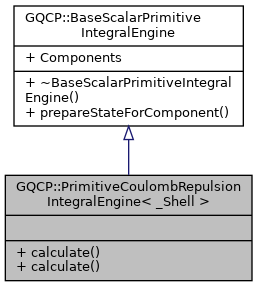 GQCP::BaseScalarPrimitive
IntegralEngine
+ Components
+ ~BaseScalarPrimitiveIntegral
Engine()
+ prepareStateForComponent()
GQCP::PrimitiveCoulombRepulsion
IntegralEngine< _Shell >
+ calculate()
+ calculate()